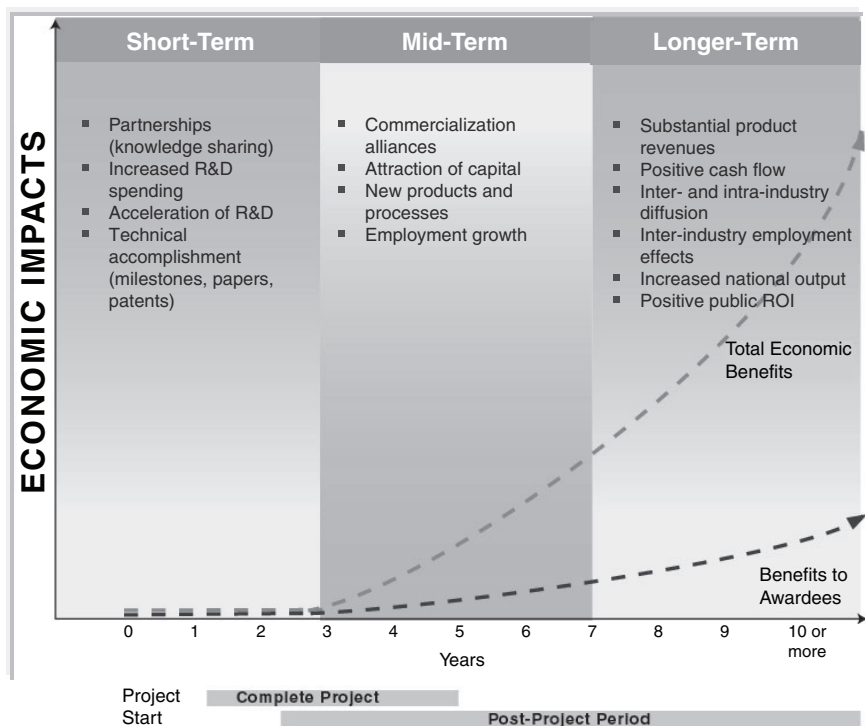 Short-Term
Mid-Term
Longer-Term
ECONOMIC IMPACTS
Partnerships
(knowledge sharing)
Increased R&D
spending
Acceleration of R&D
Technical
accomplishment
(milestones, papers,
patents)
Commercialization
alliances
Attraction of capital
New products and
processes
Employment growth
Substantial product
revenues
Positive cash flow
Inter- and intra-industry
diffusion
Inter-industry employment
effects
Increased national output
Positive public ROI
Total Economic
Benefits
Benefits to
Awardees
0 1 2 3 4 5 6 7 8 9 10 or
more
Years
Project
Start
Complete Project
Post-Project Period